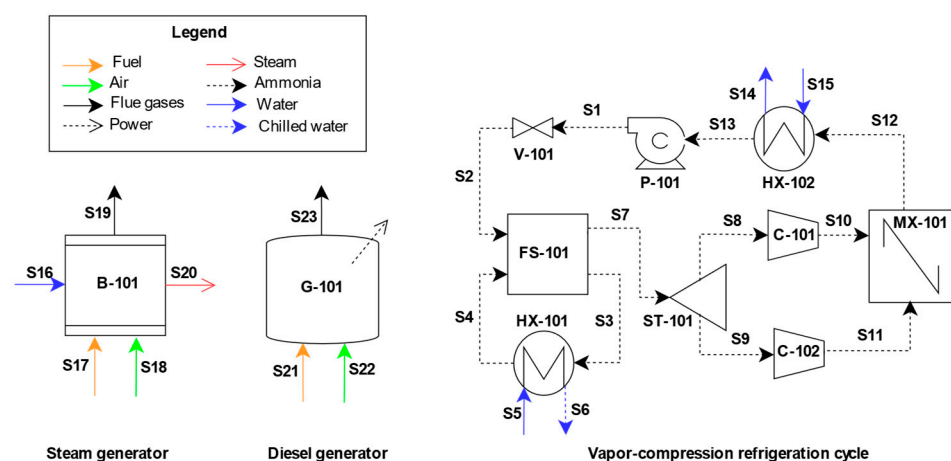 Legend
Fuel
Steam
Air
Ammonia
Flue gases
Water
Power
Chilled water
S14
S15
S1
S13
S12
V-101
P-101
HX-102
S2
S19
S23
S7
S8
C-101
S10
MX-101
FS-101
S16
B-101
S20
G-101
S4
HX-101
S3
ST-101
S9
C-102
S11
S17
S18
S21
S22
S5
S6
Steam generator
Diesel generator
Vapor-compression refrigeration cycle